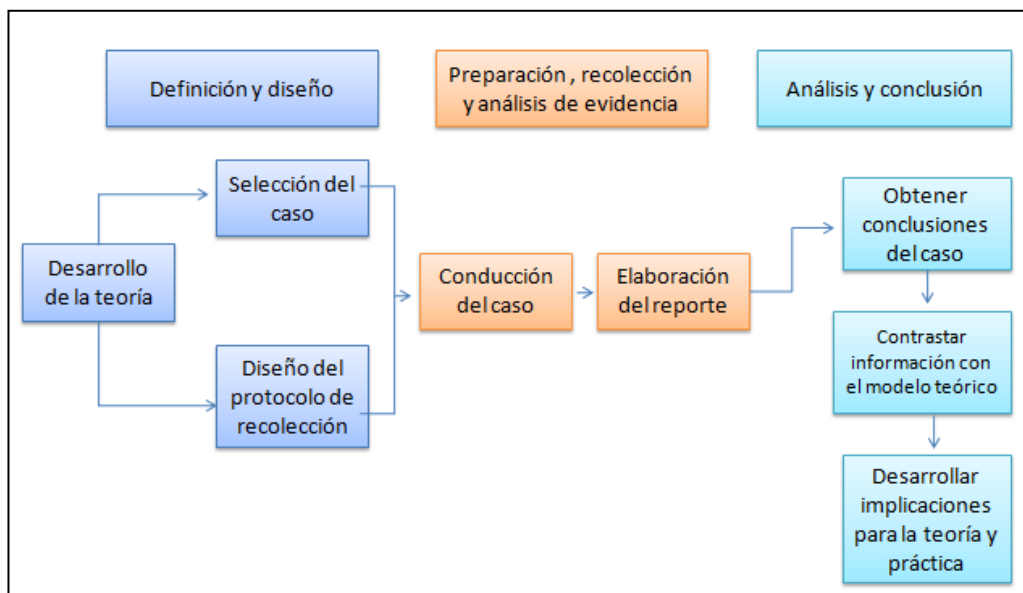 Definición y diseño
Preparación , recolección
y análisis de evidencia
Análisis y conclusión
Desarrollo
de la teoría
Selección del
caso
Diseño del
protocolo de
recolección
Conducción
del caso
Elaboración
del reporte
Obtener
conclusiones
del caso
Contrastar
información con
el modelo teórico
Desarrollar
implicaciones
para la teoría y
práctica